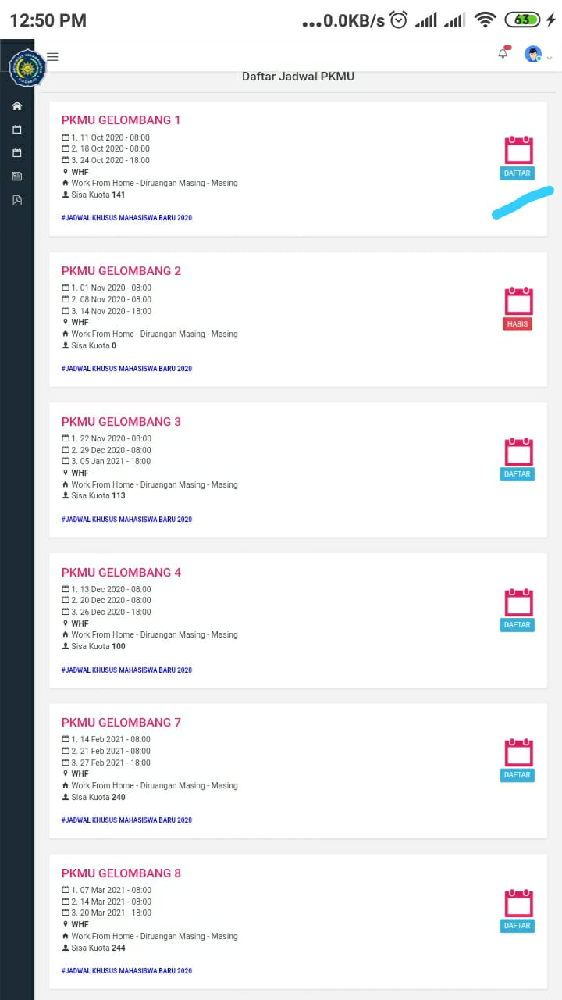 12:50 PM
...0.0KB/s
63
Daftar Jadwal PKMU
PKMU GELOMBANG 1
1. 11 Oct 2020 - 08:00
2. 18 Oct 2020 - 08:00
3. 24 Oct 2020 - 18:00
WHF
Work From Home - Diruangan Masing - Masing
Sisa Kuota 141
#JADWAL KHUSUS MAHASISWA BARU 2020
DAFTAR
PKMU GELOMBANG 2
1. 01 Nov 2020 - 08:00
2. 08 Nov 2020 - 08:00
3. 14 Nov 2020 - 18:00
WHF
Work From Home - Diruangan Masing - Masing
Sisa Kuota 0
#JADWAL KHUSUS MAHASISWA BARU 2020
HABIS
PKMU GELOMBANG 3
1. 22 Nov 2020 - 08:00
2. 29 Dec 2020 - 08:00
3. 05 Jan 2021 - 18:00
WHF
Work From Home - Diruangan Masing - Masing
Sisa Kuota 113
#JADWAL KHUSUS MAHASISWA BARU 2020
DAFTAR
PKMU GELOMBANG 4
1. 13 Dec 2020 - 08:00
2. 20 Dec 2020 - 08:00
3. 26 Dec 2020 - 18:00
WHF
Work From Home - Diruangan Masing - Masing
Sisa Kuota 100
#JADWAL KHUSUS MAHASISWA BARU 2020
DAFTAR
PKMU GELOMBANG 7
1. 14 Feb 2021 - 08:00
2. 21 Feb 2021 - 08:00
3. 27 Feb 2021 - 18:00
WHF
Work From Home - Diruangan Masing - Masing
Sisa Kuota 240
#JADWAL KHUSUS MAHASISWA BARU 2020
DAFTAR
PKMU GELOMBANG 8
1. 07 Mar 2021 - 08:00
2. 14 Mar 2021 - 08:00
3. 20 Mar 2021 - 18:00
WHF
Work From Home - Diruangan Masing - Masing
Sisa Kuota 244
#JADWAL KHUSUS MAHASISWA BARU 2020
DAFTAR